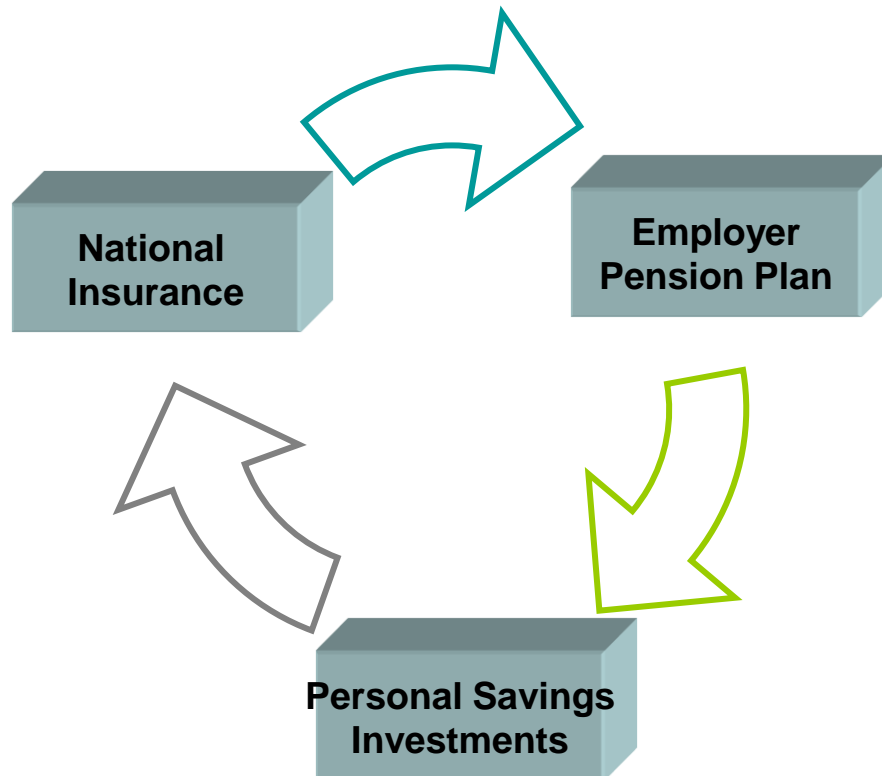 National
Insurance
Employer
Pension Plan
Personal Savings
Investments